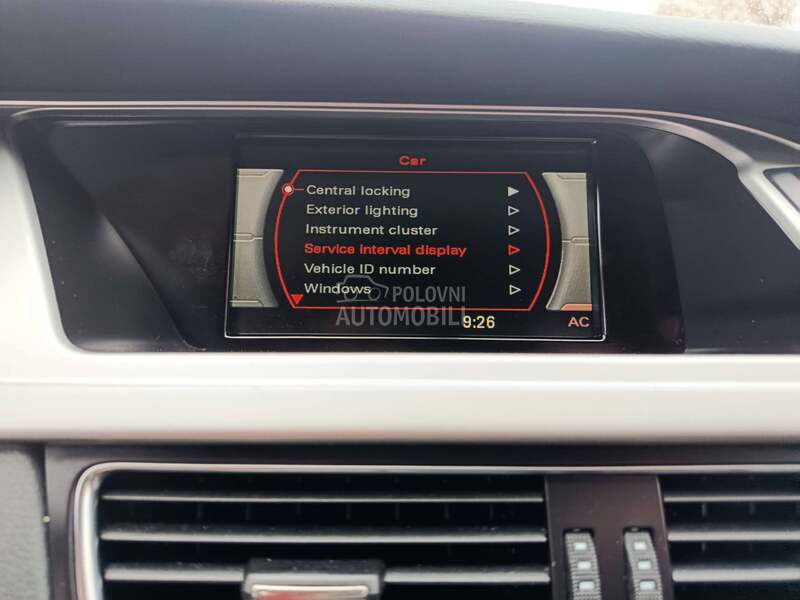 Car
Central locking
Exterior lighting
Instrument cluster
Service interval display
Vehicle ID number
Windows
POLOVNI
AUTOMOBILI
9:26
AC